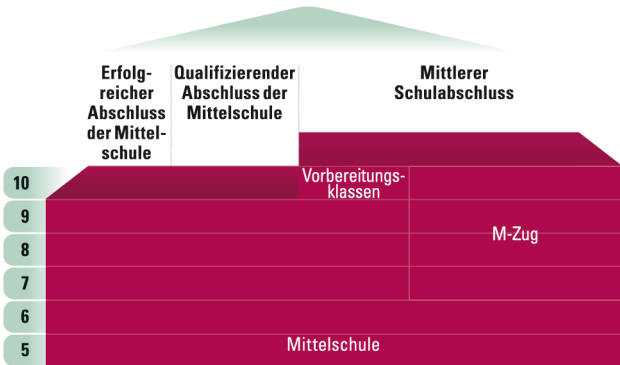 Erfolg-
reicher
Abschluss
der Mittel-
schule
Qualifizierender
Abschluss der
Mittelschule
Mittlerer
Schulabschluss
10
Vorbereitungs-
klassen
9
M-Zug
8
7
6
5
Mittelschule